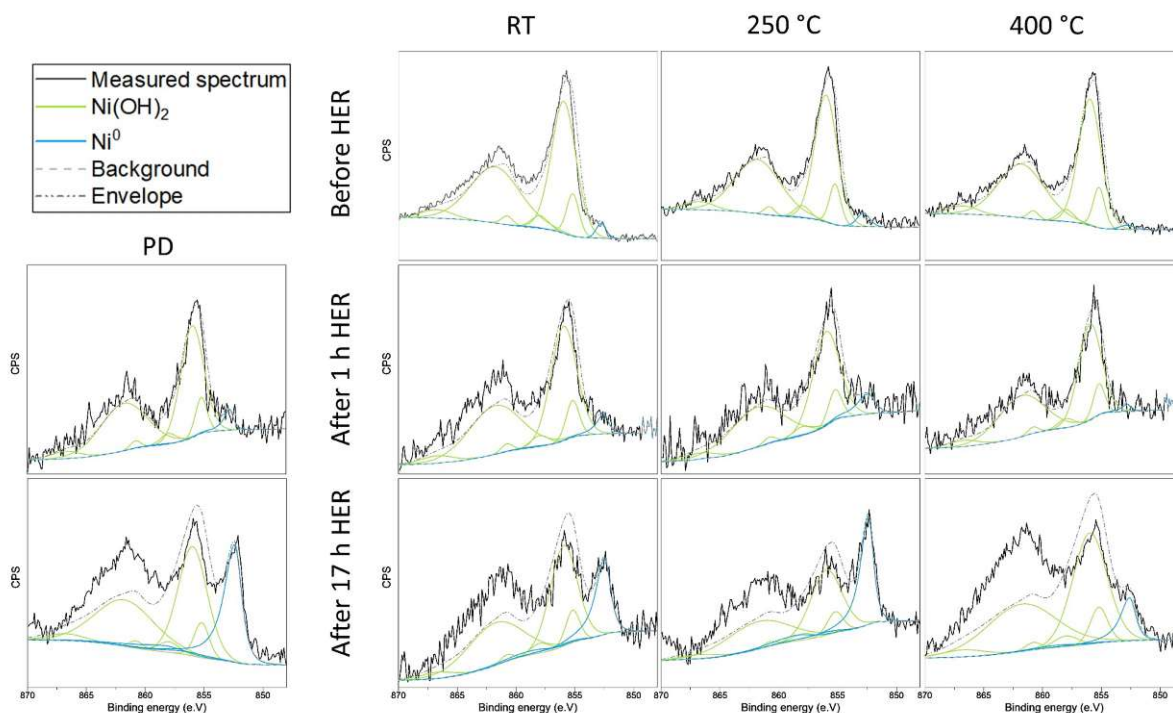 RT 250 °C 400 °C
Measured spectrum
Ni(OH)₂
Ni⁰
Background
Envelope
Before HER
CPS
PD
CPS
After 1 h HER
CPS
CPS
After 17 h HER
CPS
870 865 860 855 850
870 865 860 855 850
870 865 860 855 850
870 865 860 855 850
Binding energy (e.V)
Binding energy (e.V)
Binding energy (e.V)
Binding energy (e.V)